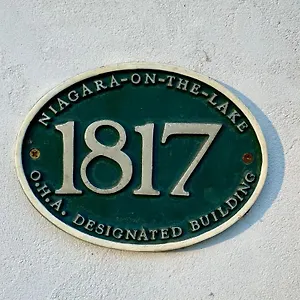 NIAGARA-ON-THE-LAKE
1817
O.H.A. DESIGNATED BUILDING